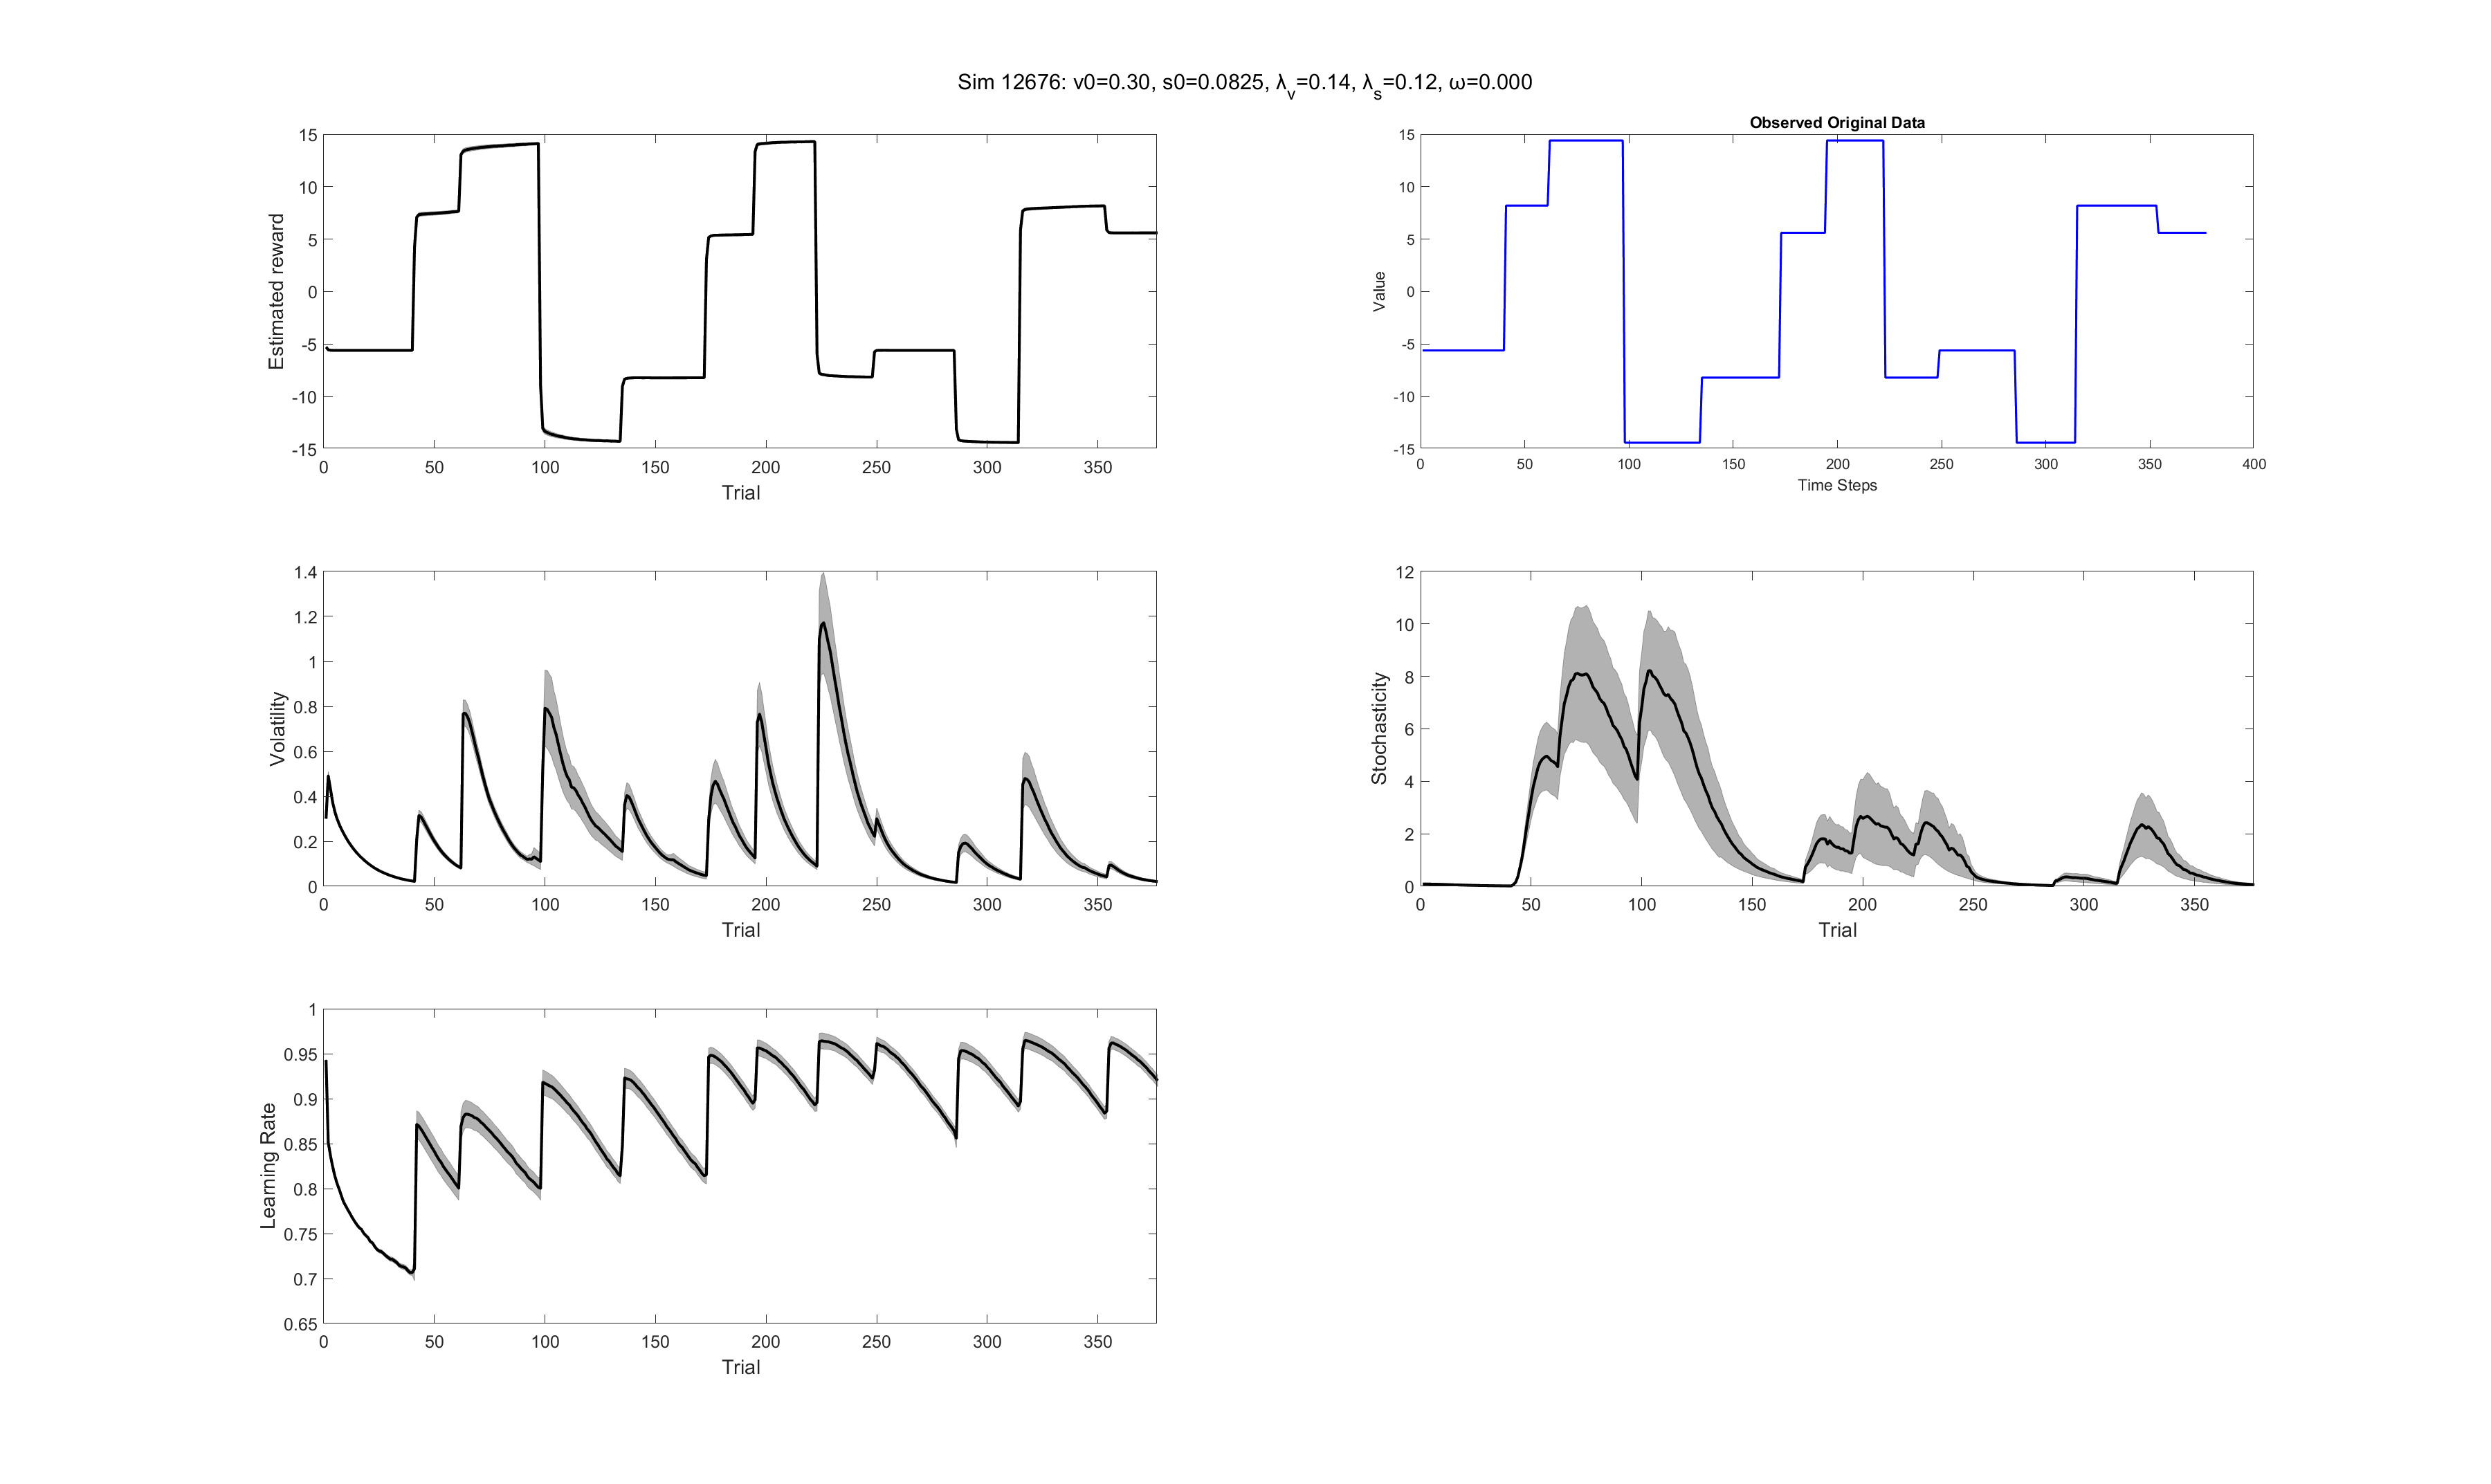 Sim 12676: v0=0.30, s0=0.0825, λv=0.14, λs=0.12, ω=0.000
15
10
5
0
-5
-10
-15
Estimated reward
0 50 100 150 200 250 300 350
Trial
Observed Original Data
15
10
5
0
-5
-10
-15
Value
0 50 100 150 200 250 300 350 400
Time Steps
1.4
1.2
1
0.8
0.6
0.4
0.2
0
Volatility
0 50 100 150 200 250 300 350
Trial
12
10
8
6
4
2
0
Stochasticity
0 50 100 150 200 250 300 350
Trial
1
0.95
0.9
0.85
0.8
0.75
0.7
0.65
Learning Rate
0 50 100 150 200 250 300 350
Trial